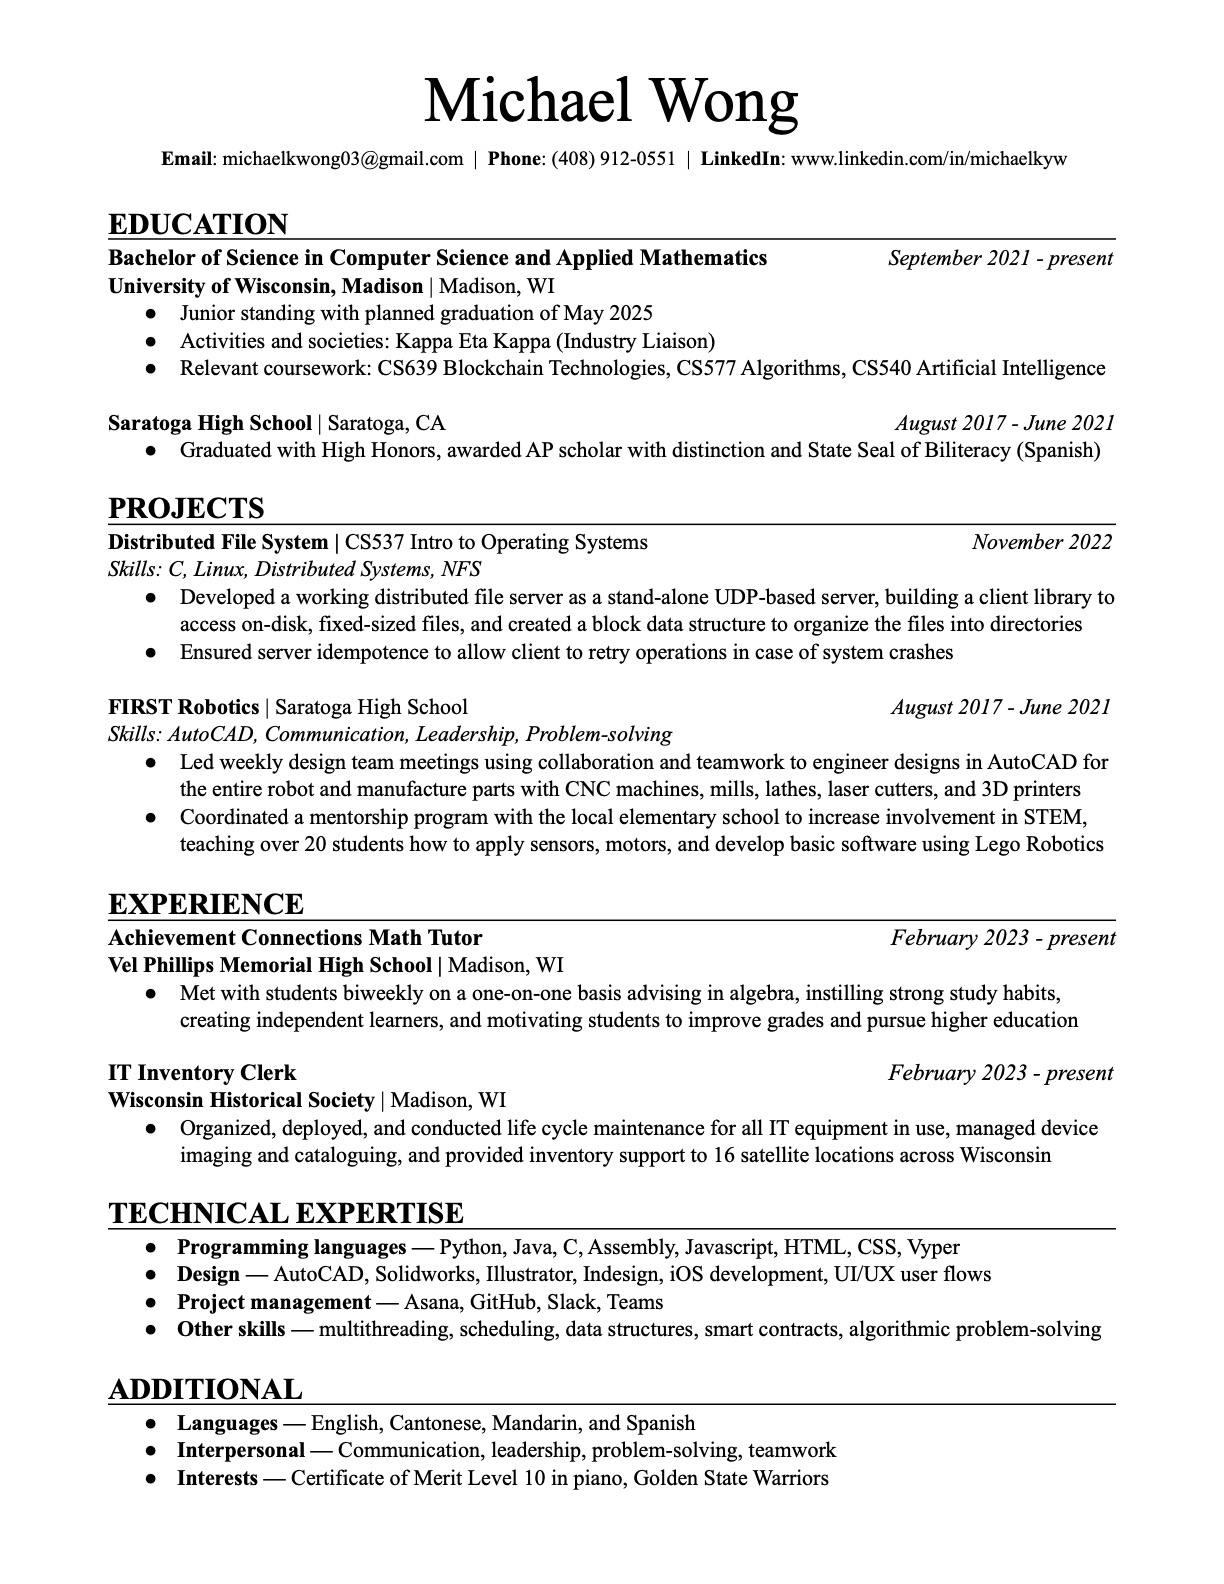 Michael Wong
Email: michaelkwong03@gmail.com | Phone: (408) 912-0551 | LinkedIn: www.linkedin.com/in/michaelkyw
EDUCATION
Bachelor of Science in Computer Science and Applied Mathematics September 2021 - present
University of Wisconsin, Madison | Madison, WI
● Junior standing with planned graduation of May 2025
● Activities and societies: Kappa Eta Kappa (Industry Liaison)
● Relevant coursework: CS639 Blockchain Technologies, CS577 Algorithms, CS540 Artificial Intelligence
Saratoga High School | Saratoga, CA August 2017 - June 2021
● Graduated with High Honors, awarded AP scholar with distinction and State Seal of Biliteracy (Spanish)
PROJECTS
Distributed File System | CS537 Intro to Operating Systems November 2022
Skills: C, Linux, Distributed Systems, NFS
● Developed a working distributed file server as a stand-alone UDP-based server, building a client library to
access on-disk, fixed-sized files, and created a block data structure to organize the files into directories
● Ensured server idempotence to allow client to retry operations in case of system crashes
FIRST Robotics | Saratoga High School August 2017 - June 2021
Skills: AutoCAD, Communication, Leadership, Problem-solving
● Led weekly design team meetings using collaboration and teamwork to engineer designs in AutoCAD for
the entire robot and manufacture parts with CNC machines, mills, lathes, laser cutters, and 3D printers
● Coordinated a mentorship program with the local elementary school to increase involvement in STEM,
teaching over 20 students how to apply sensors, motors, and develop basic software using Lego Robotics
EXPERIENCE
Achievement Connections Math Tutor February 2023 - present
Vel Phillips Memorial High School | Madison, WI
● Met with students biweekly on a one-on-one basis advising in algebra, instilling strong study habits,
creating independent learners, and motivating students to improve grades and pursue higher education
IT Inventory Clerk February 2023 - present
Wisconsin Historical Society | Madison, WI
● Organized, deployed, and conducted life cycle maintenance for all IT equipment in use, managed device
imaging and cataloguing, and provided inventory support to 16 satellite locations across Wisconsin
TECHNICAL EXPERTISE
● Programming languages — Python, Java, C, Assembly, Javascript, HTML, CSS, Vyper
● Design — AutoCAD, Solidworks, Illustrator, Indesign, iOS development, UI/UX user flows
● Project management — Asana, GitHub, Slack, Teams
● Other skills — multithreading, scheduling, data structures, smart contracts, algorithmic problem-solving
ADDITIONAL
● Languages — English, Cantonese, Mandarin, and Spanish
● Interpersonal — Communication, leadership, problem-solving, teamwork
● Interests — Certificate of Merit Level 10 in piano, Golden State Warriors